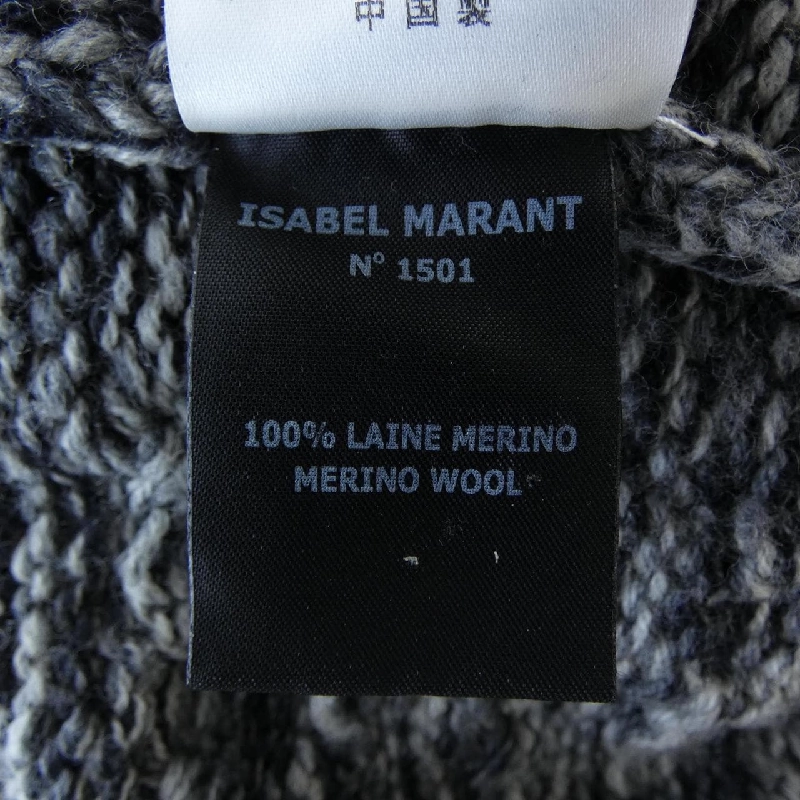 中国製
ISABEL MARANT
N° 1501
100% LAINE MERINO
MERINO WOOL